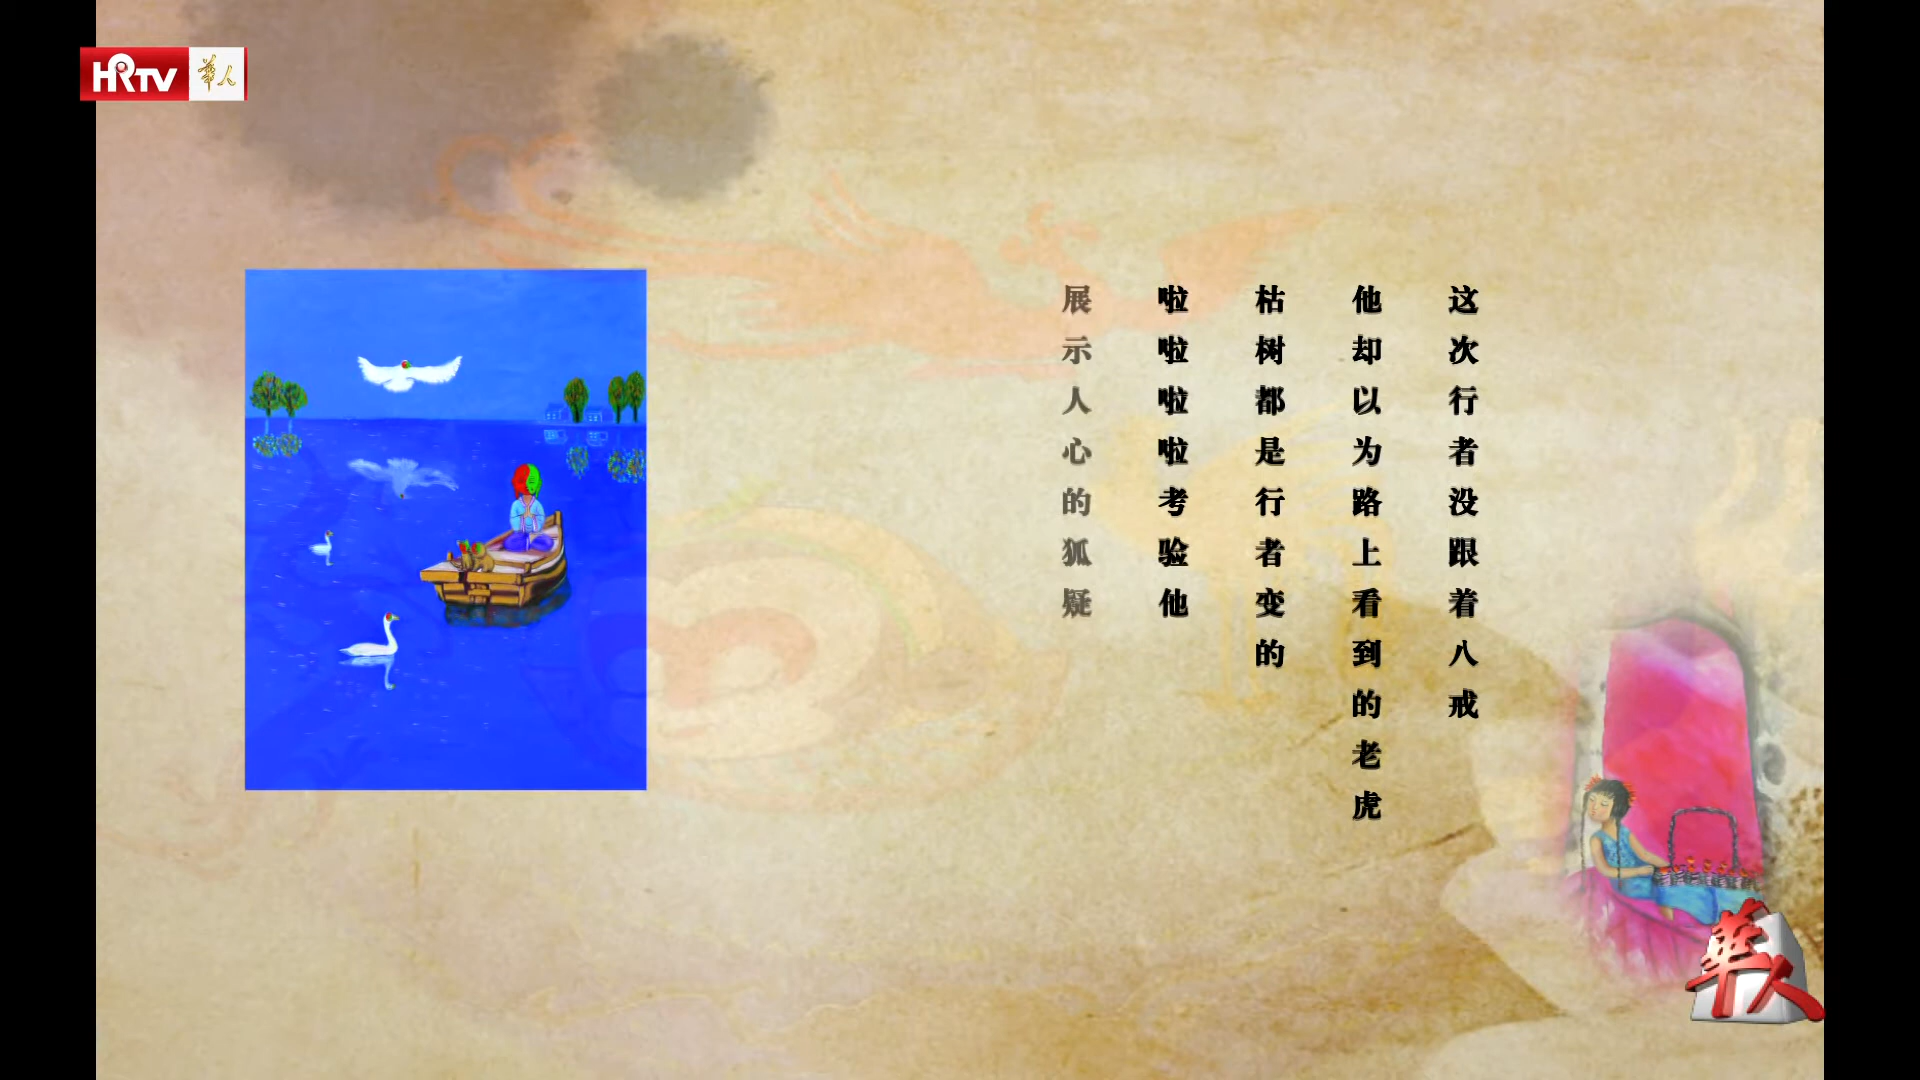 HRTV 華人
这次行者没跟着八戒
他却以为路上看到的老虎
枯树都是行者变的
啦啦啦啦考验他
展示人心的狐疑
華人